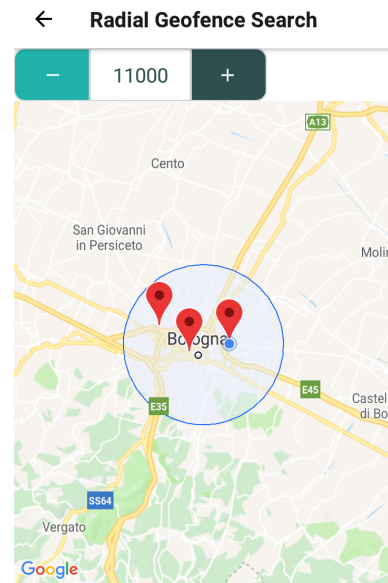 Radial Geofence Search
− 11000 +
A13
Cento
San Giovanni
in Persiceto
Bologna
E45
Castel
di Bo
E35
SS64
Vergato
Google